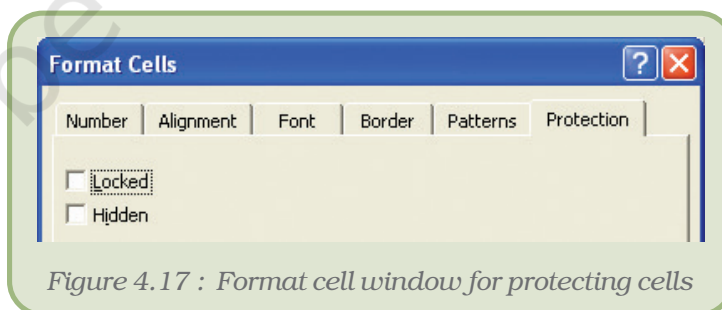 be
Format Cells
?
Number Alignment Font Border Patterns Protection
Locked
Hidden
Figure 4.17 : Format cell window for protecting cells